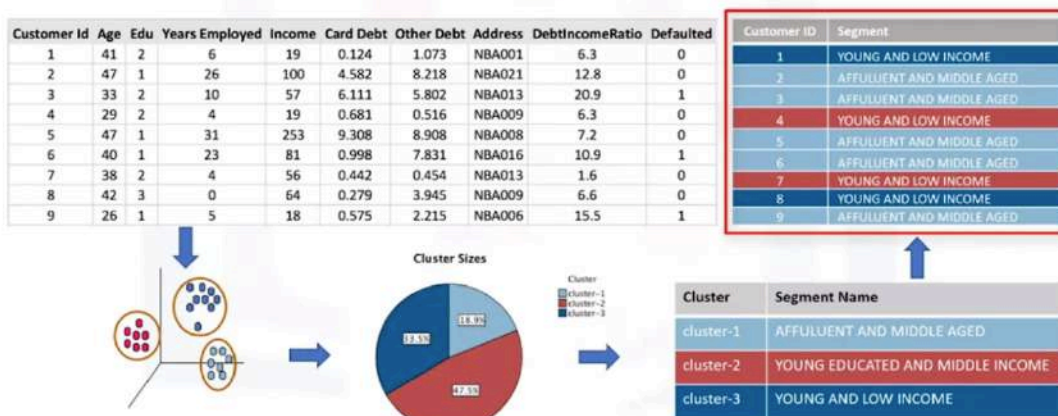 Customer Id Age Edu Years Employed Income Card Debt Other Debt Address DebtIncomeRatio Defaulted
1 41 2 6 19 0.124 1.073 NBA001 6.3 0
2 47 1 26 100 4.582 8.218 NBA021 12.8 0
3 33 2 10 57 6.111 5.802 NBA013 20.9 1
4 29 2 4 19 0.681 0.516 NBA009 6.3 0
5 47 1 31 253 9.308 8.908 NBA008 7.2 0
6 40 1 23 81 0.998 7.831 NBA016 10.9 1
7 38 2 4 56 0.442 0.454 NBA013 1.6 0
8 42 3 0 64 0.279 3.945 NBA009 6.6 0
9 26 1 5 18 0.575 2.215 NBA006 15.5 1
Customer ID Segment
1 YOUNG AND LOW INCOME
2 AFFULUENT AND MIDDLE AGED
3 AFFULUENT AND MIDDLE AGED
4 YOUNG AND LOW INCOME
5 AFFULUENT AND MIDDLE AGED
6 AFFULUENT AND MIDDLE AGED
7 YOUNG AND LOW INCOME
8 YOUNG AND LOW INCOME
9 AFFULUENT AND MIDDLE AGED
Cluster Sizes
Cluster
cluster-1
cluster-2
cluster-3
18.9%
33.5%
47.5%
Cluster Segment Name
cluster-1 AFFULUENT AND MIDDLE AGED
cluster-2 YOUNG EDUCATED AND MIDDLE INCOME
cluster-3 YOUNG AND LOW INCOME